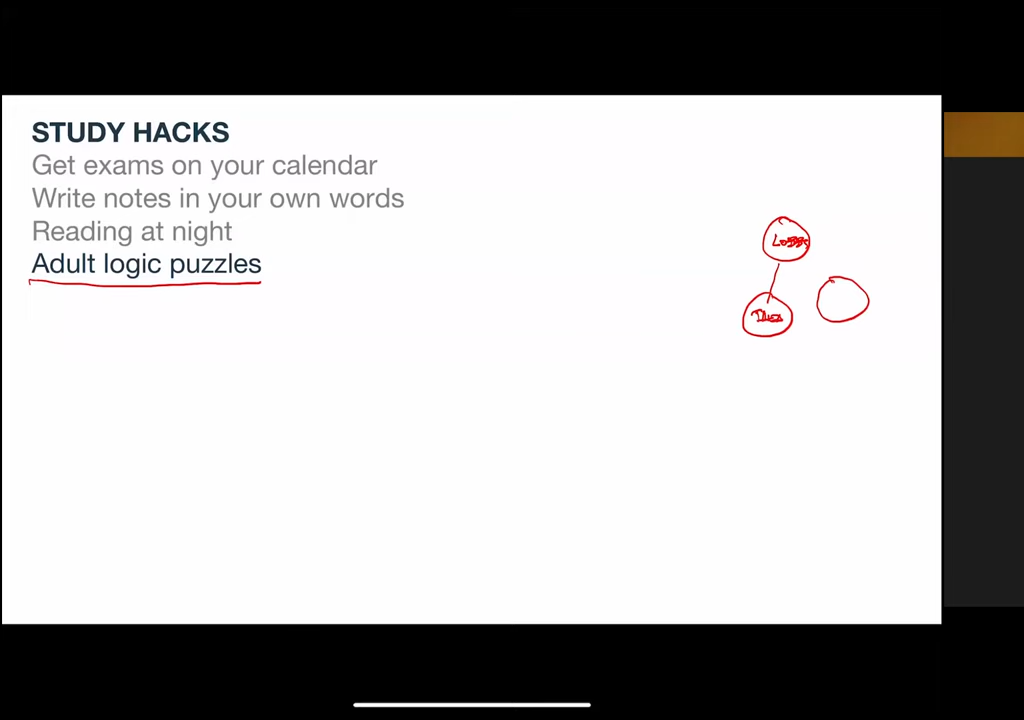 STUDY HACKS
Get exams on your calendar
Write notes in your own words
Reading at night
Adult logic puzzles